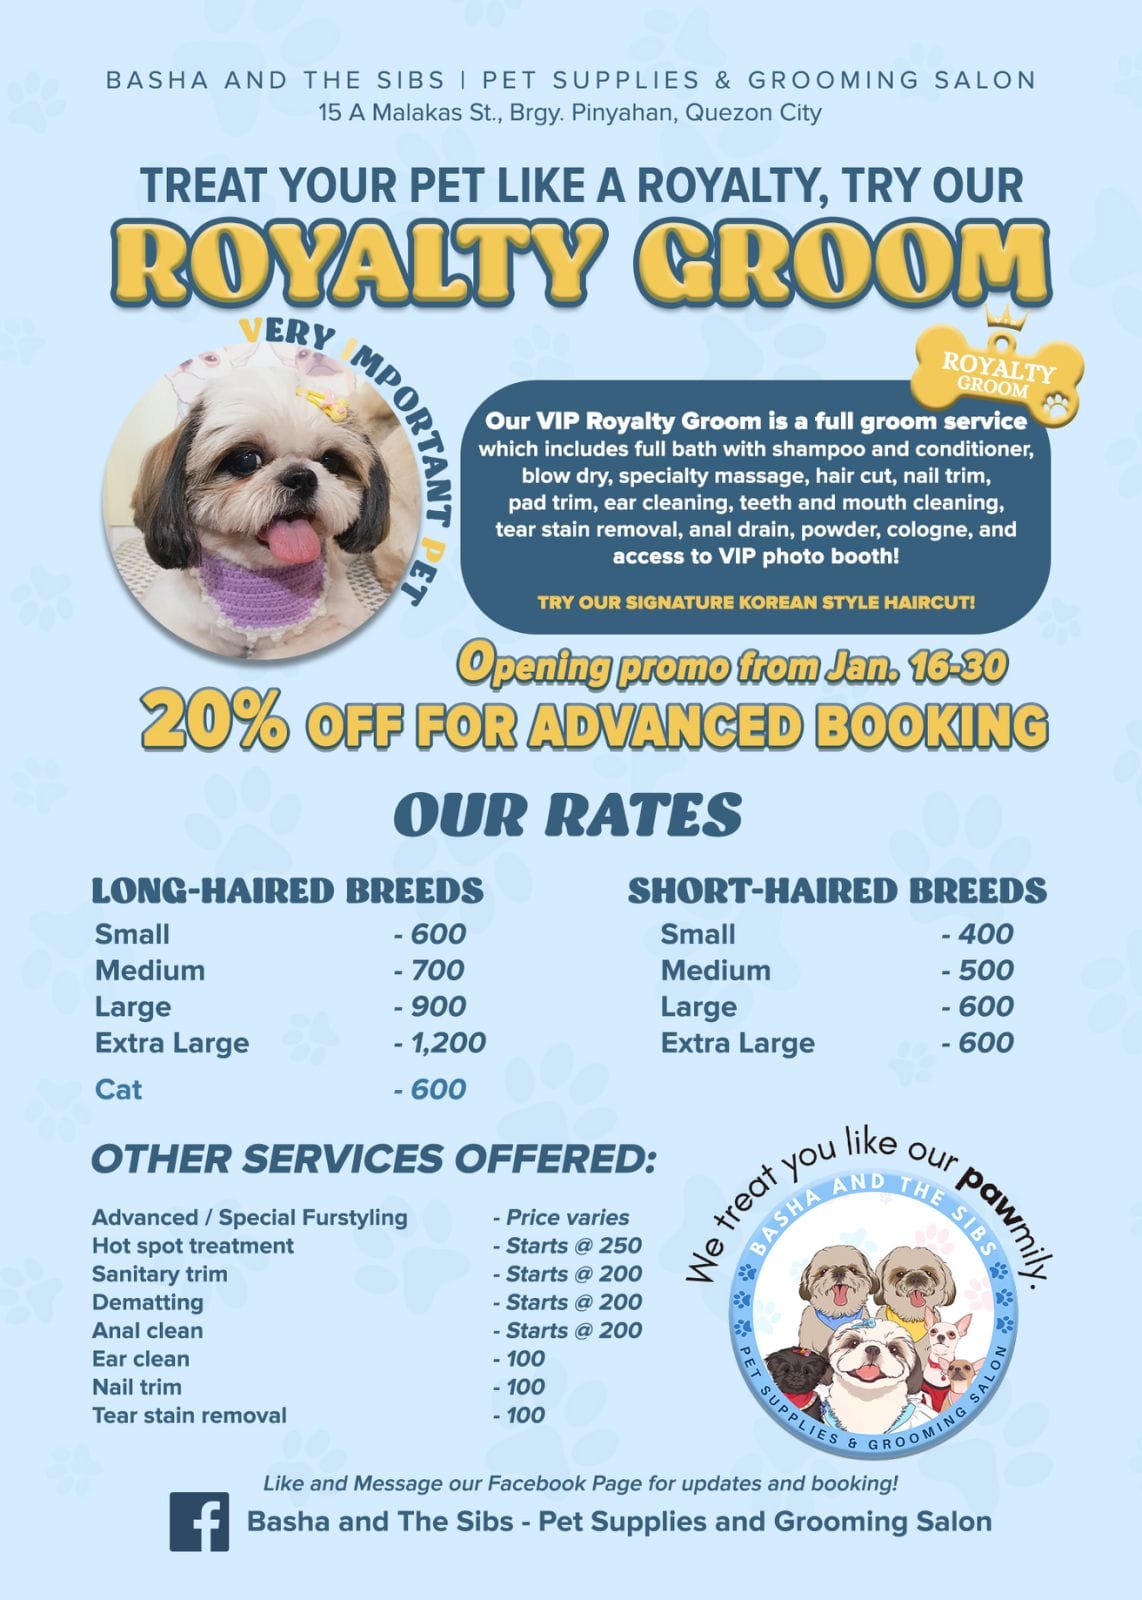 BASHA AND THE SIBS | PET SUPPLIES & GROOMING SALON
15 A Malakas St., Brgy. Pinyahan, Quezon City
TREAT YOUR PET LIKE A ROYALTY, TRY OUR
ROYALTY GROOM
VERY IMPORTANT PET
ROYALTY
GROOM
Our VIP Royalty Groom is a full groom service
which includes full bath with shampoo and conditioner,
blow dry, specialty massage, hair cut, nail trim,
pad trim, ear cleaning, teeth and mouth cleaning,
tear stain removal, anal drain, powder, cologne, and
access to VIP photo booth!
TRY OUR SIGNATURE KOREAN STYLE HAIRCUT!
Opening promo from Jan. 16-30
20% OFF FOR ADVANCED BOOKING
OUR RATES
LONG-HAIRED BREEDS
Small - 600
Medium - 700
Large - 900
Extra Large - 1,200
Cat - 600
SHORT-HAIRED BREEDS
Small - 400
Medium - 500
Large - 600
Extra Large - 600
OTHER SERVICES OFFERED:
Advanced / Special Furstyling - Price varies
Hot spot treatment - Starts @ 250
Sanitary trim - Starts @ 200
Dematting - Starts @ 200
Anal clean - Starts @ 200
Ear clean - 100
Nail trim - 100
Tear stain removal - 100
We treat you like our pawmily.
BASHA AND THE SIBS
PET SUPPLIES & GROOMING SALON
Like and Message our Facebook Page for updates and booking!
f Basha and The Sibs - Pet Supplies and Grooming Salon